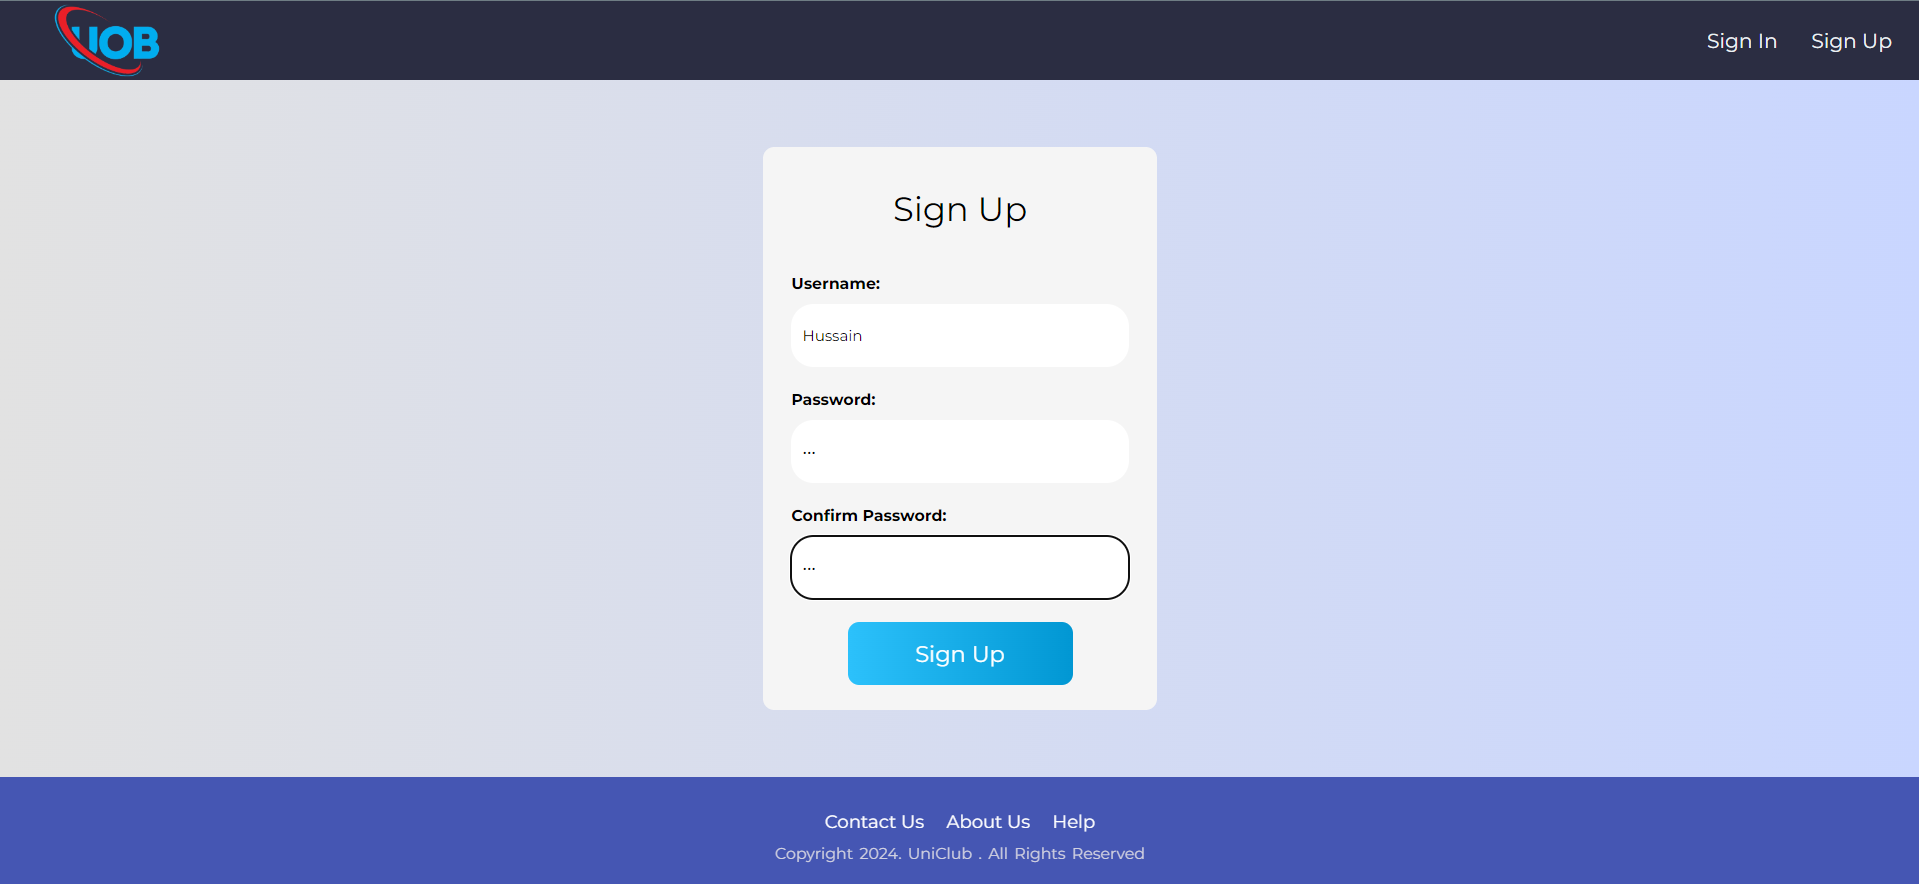 UOB
Sign In Sign Up
Sign Up
Username:
Hussain
Password:
...
Confirm Password:
...
Sign Up
Contact Us About Us Help
Copyright 2024. UniClub . All Rights Reserved